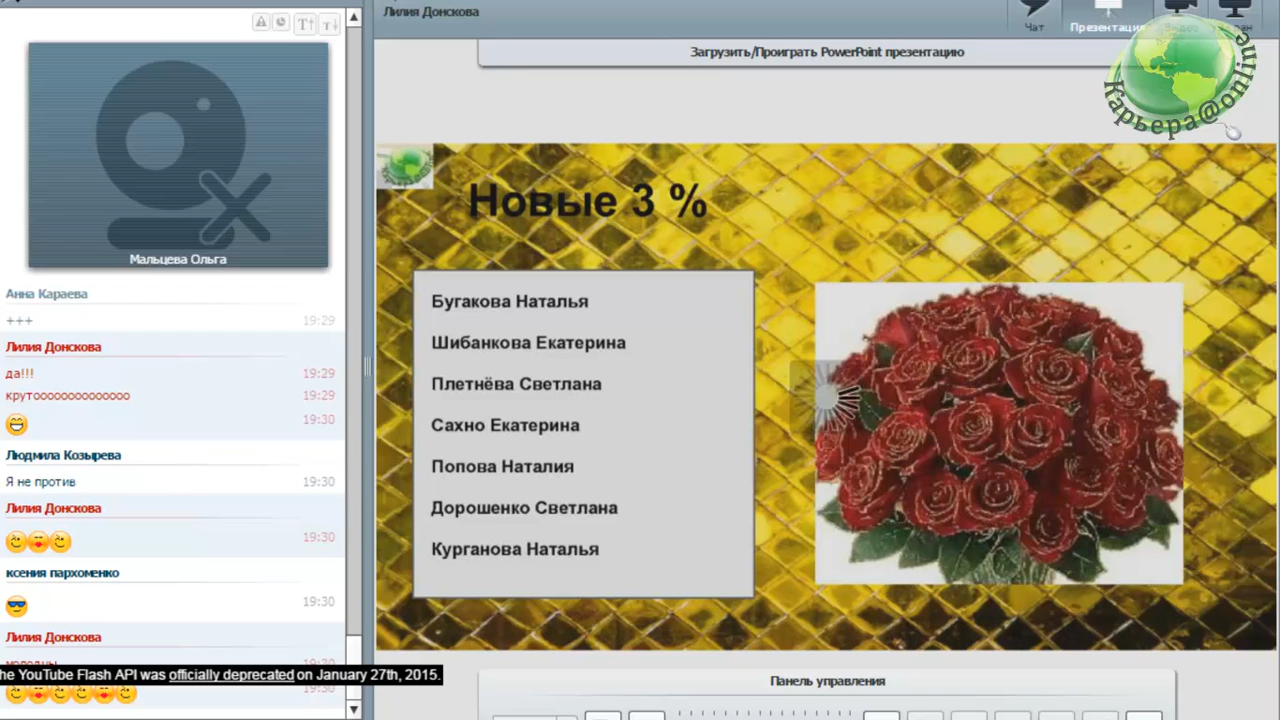 Лилия Донскова
Чат
Презентация
Загрузить/Проиграть PowerPoint презентацию
Карьера@online
Мальцева Ольга
Анна Караева
+++ 19:29
Лилия Донскова
да!!! 19:29
крутоооооооооооооо 19:29
19:30
Людмила Козырева
Я не против 19:30
Лилия Донскова
19:30
ксения пархоменко
19:30
Лилия Донскова
he YouTube Flash API was officially deprecated on January 27th, 2015.
Новые 3 %
Бугакова Наталья
Шибанкова Екатерина
Плетнёва Светлана
Сахно Екатерина
Попова Наталия
Дорошенко Светлана
Курганова Наталья
Панель управления